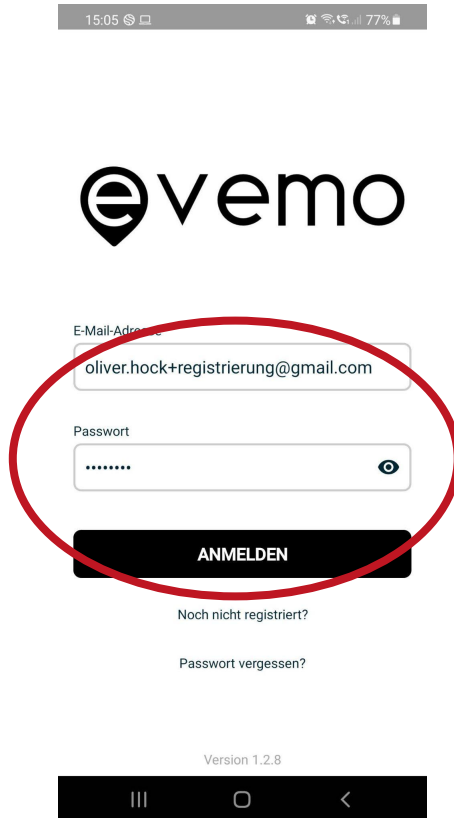 15:05 77%
evemo
E-Mail-Adresse
oliver.hock+registrierung@gmail.com
Passwort
••••••••
ANMELDEN
Noch nicht registriert?
Passwort vergessen?
Version 1.2.8